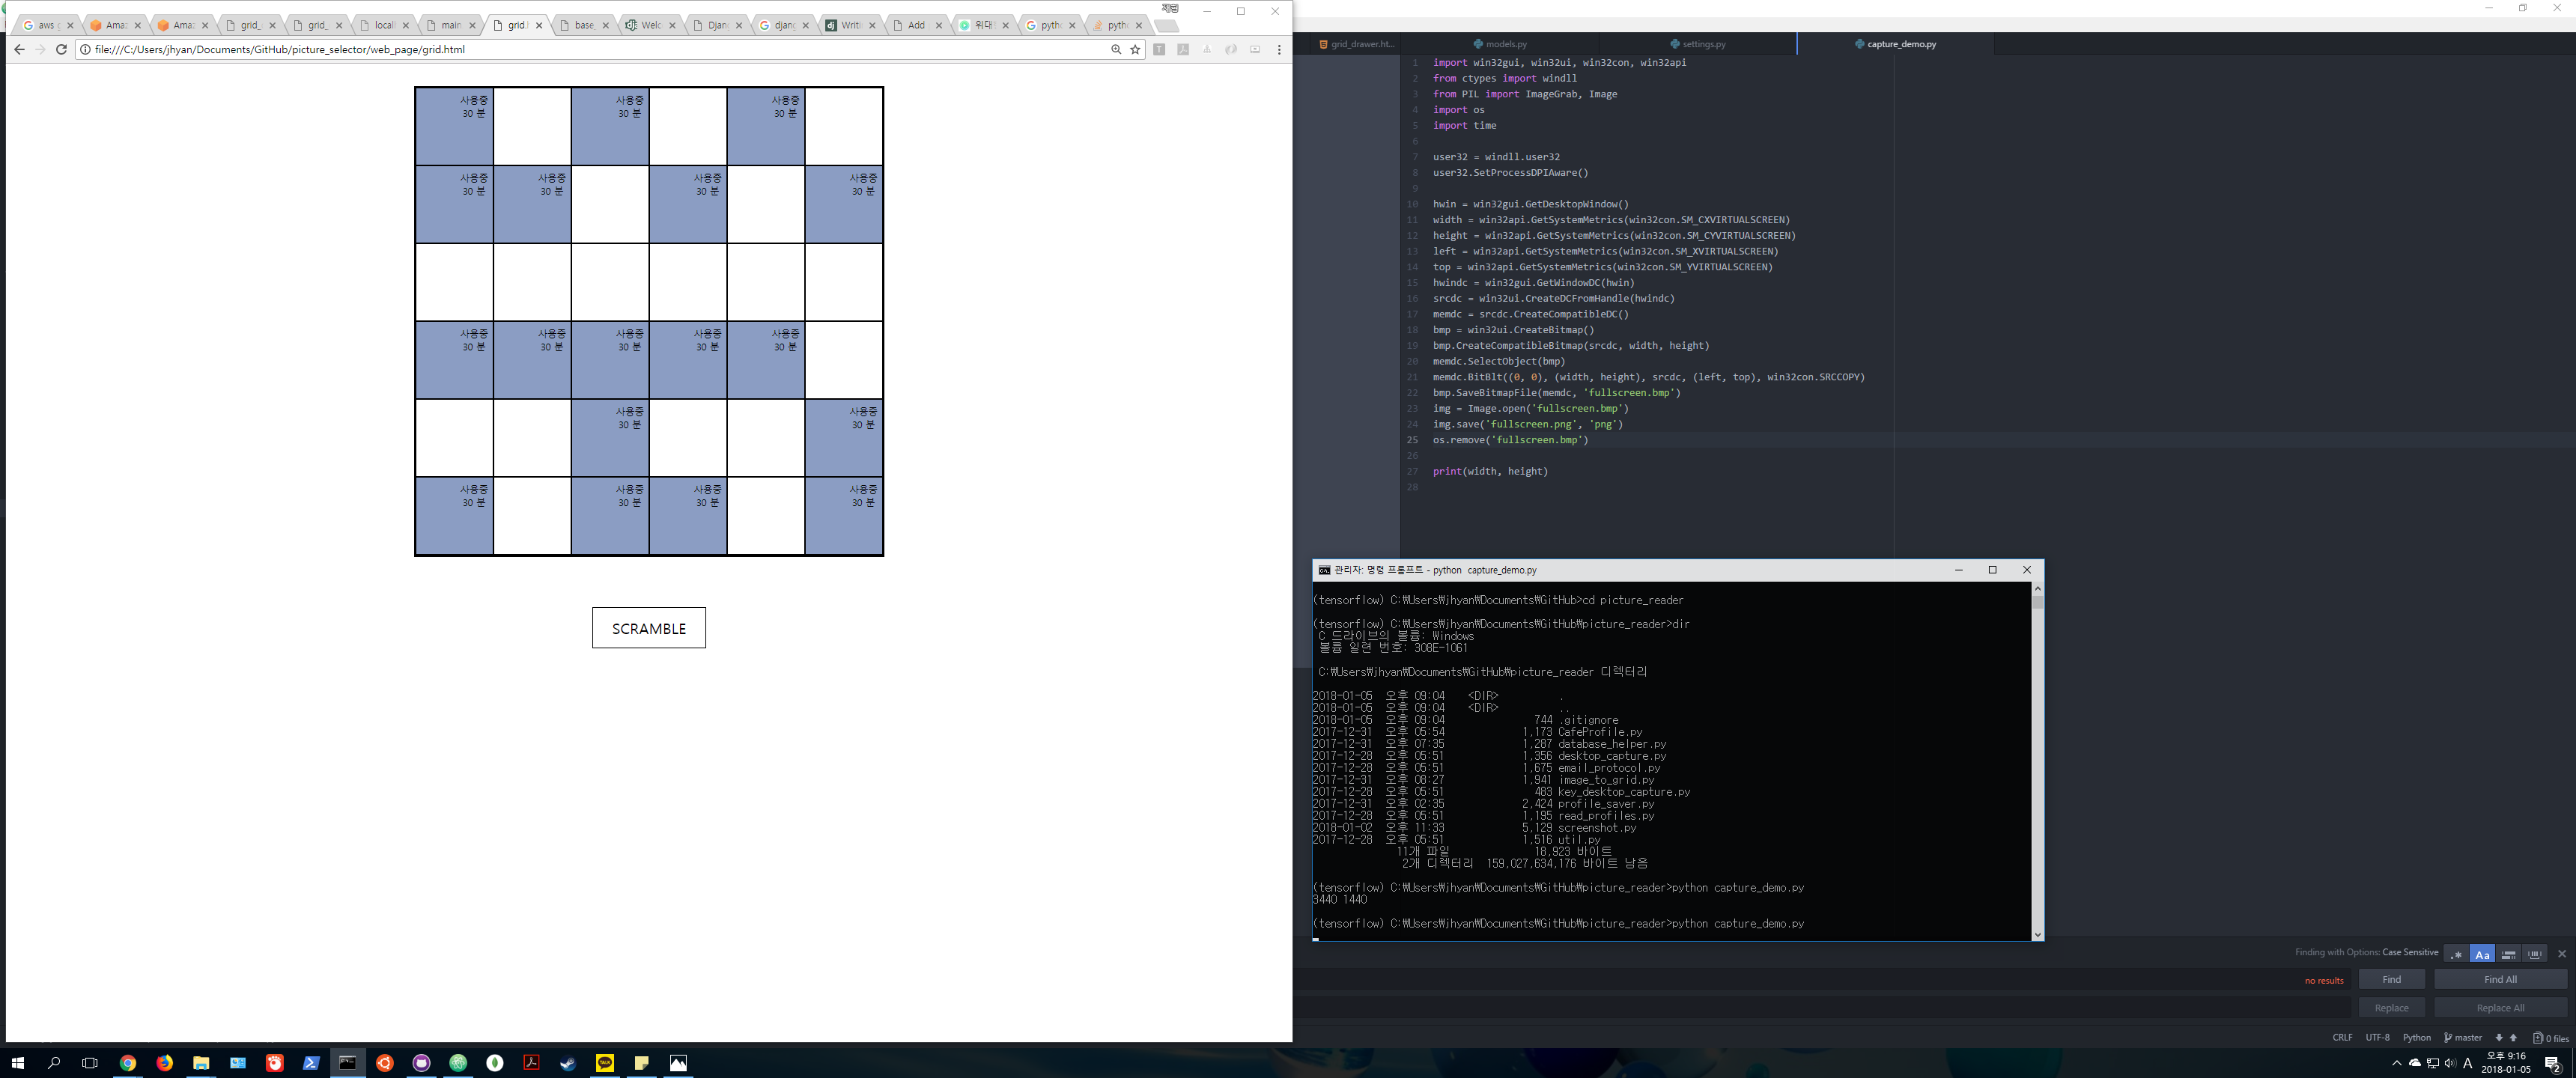 aws g
Amaz
Amaz
grid_
grid_
locall
main
grid.l
base_
Welc
Djan
djang
Writi
Add
위대한
pytho
pytho
재형
file:///C:/Users/jhyan/Documents/GitHub/picture_selector/web_page/grid.html
사용중 사용중 사용중
30 분 30 분 30 분
사용중 사용중 사용중 사용중
30 분 30 분 30 분 30 분
사용중 사용중 사용중 사용중 사용중
30 분 30 분 30 분 30 분 30 분
사용중 사용중
30 분 30 분
사용중 사용중 사용중 사용중
30 분 30 분 30 분 30 분
SCRAMBLE
grid_drawer.ht...
models.py
settings.py
capture_demo.py
1 import win32gui, win32ui, win32con, win32api
2 from ctypes import windll
3 from PIL import ImageGrab, Image
4 import os
5 import time
6
7 user32 = windll.user32
8 user32.SetProcessDPIAware()
9
10 hwin = win32gui.GetDesktopWindow()
11 width = win32api.GetSystemMetrics(win32con.SM_CXVIRTUALSCREEN)
12 height = win32api.GetSystemMetrics(win32con.SM_CYVIRTUALSCREEN)
13 left = win32api.GetSystemMetrics(win32con.SM_XVIRTUALSCREEN)
14 top = win32api.GetSystemMetrics(win32con.SM_YVIRTUALSCREEN)
15 hwindc = win32gui.GetWindowDC(hwin)
16 srcdc = win32ui.CreateDCFromHandle(hwindc)
17 memdc = srcdc.CreateCompatibleDC()
18 bmp = win32ui.CreateBitmap()
19 bmp.CreateCompatibleBitmap(srcdc, width, height)
20 memdc.SelectObject(bmp)
21 memdc.BitBlt((0, 0), (width, height), srcdc, (left, top), win32con.SRCCOPY)
22 bmp.SaveBitmapFile(memdc, 'fullscreen.bmp')
23 img = Image.open('fullscreen.bmp')
24 img.save('fullscreen.png', 'png')
25 os.remove('fullscreen.bmp')
26
27 print(width, height)
28
관리자: 명령 프롬프트 - python  capture_demo.py
(tensorflow) C:₩Users₩jhyan₩Documents₩GitHub>cd picture_reader
(tensorflow) C:₩Users₩jhyan₩Documents₩GitHub₩picture_reader>dir
C 드라이브의 볼륨: Windows
볼륨 일련 번호: 308E-1061
C:₩Users₩jhyan₩Documents₩GitHub₩picture_reader 디렉터리
2018-01-05 오후 09:04 <DIR> .
2018-01-05 오후 09:04 <DIR> ..
2018-01-05 오후 09:04 744 .gitignore
2017-12-31 오후 05:54 1,173 CafeProfile.py
2017-12-31 오후 07:35 1,287 database_helper.py
2017-12-28 오후 05:51 1,356 desktop_capture.py
2017-12-28 오후 05:51 1,675 email_protocol.py
2017-12-31 오후 08:27 1,941 image_to_grid.py
2017-12-28 오후 05:51 483 key_desktop_capture.py
2017-12-31 오후 02:35 2,424 profile_saver.py
2017-12-28 오후 05:51 1,195 read_profiles.py
2018-01-02 오후 11:33 5,129 screenshot.py
2017-12-28 오후 05:51 1,516 util.py
11개 파일 18,923 바이트
2개 디렉터리 159,027,634,176 바이트 남음
(tensorflow) C:₩Users₩jhyan₩Documents₩GitHub₩picture_reader>python capture_demo.py
3440 1440
(tensorflow) C:₩Users₩jhyan₩Documents₩GitHub₩picture_reader>python capture_demo.py
Finding with Options: Case Sensitive
.* Aa
no results Find Find All
Replace Replace All
CRLF UTF-8 Python master 0 files
TALK
A
오후 9:16
2018-01-05
2